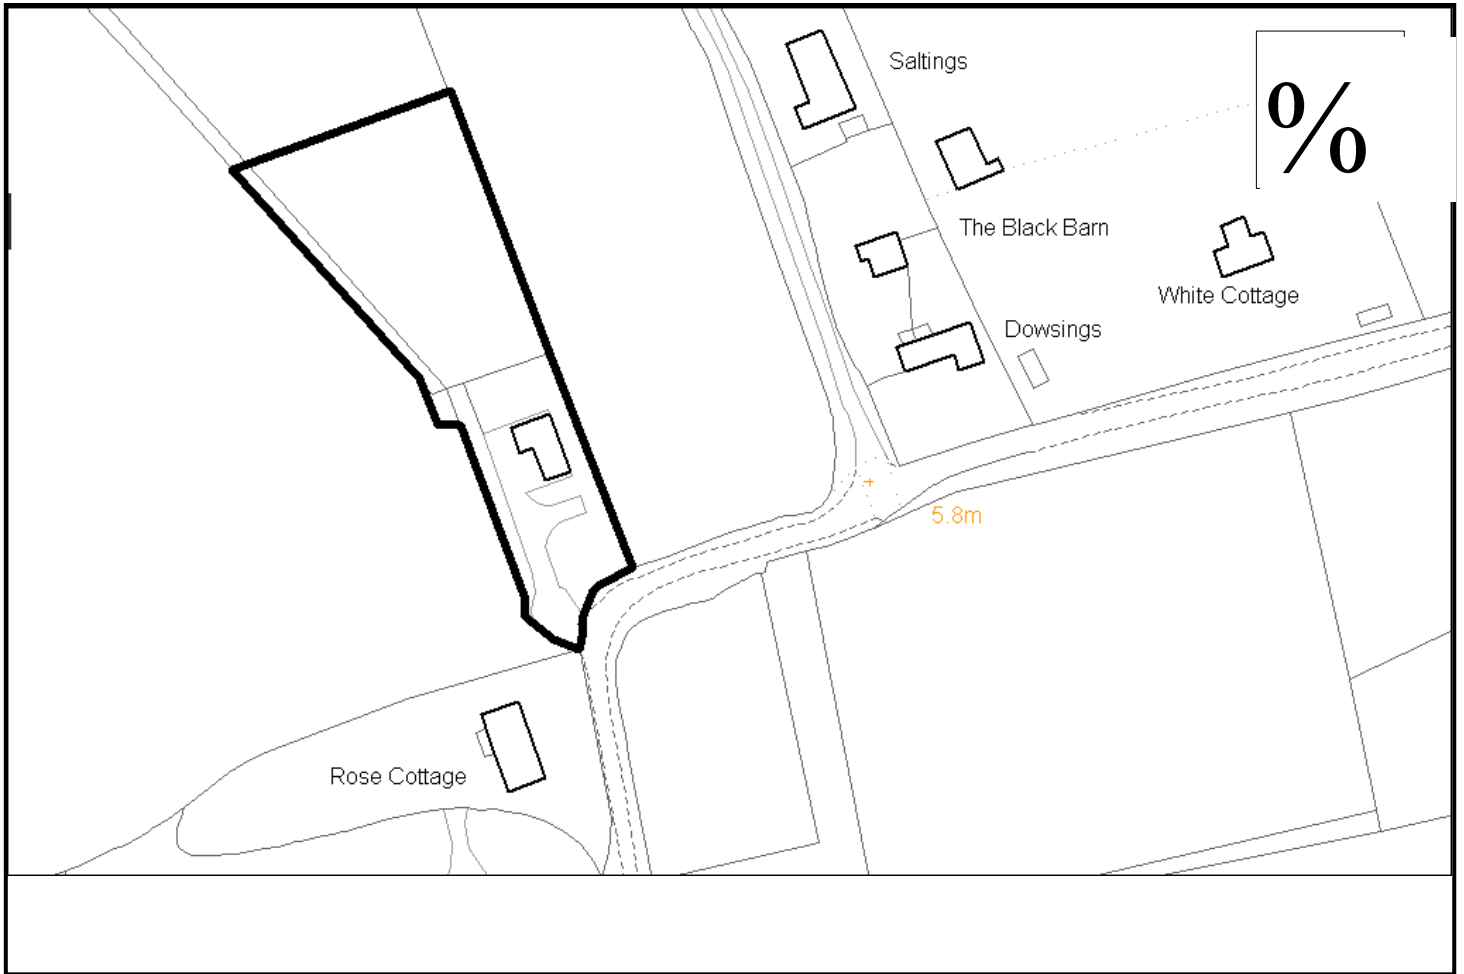 Saltings
%
The Black Barn
White Cottage
Dowsings
5.8m
Rose Cottage